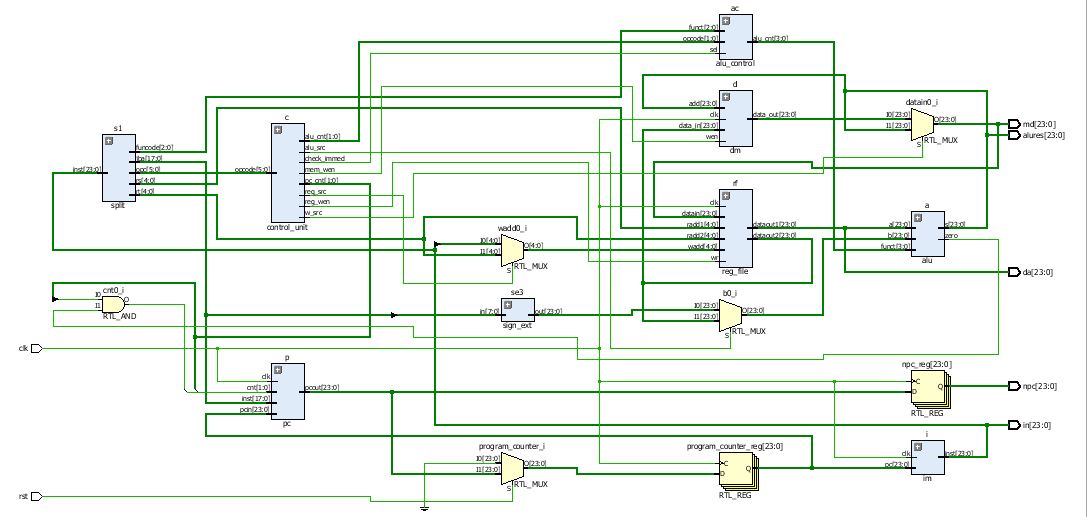 ac
funct[2:0]
opcode[1:0]
sel
alu_cnt[3:0]
alu_control
d
add[23:0]
clk
data_in[23:0]
wen
data_out[23:0]
dm
datain0_i
I0[23:0]
I1[23:0]
O[23:0]
S
RTL_MUX
md[23:0]
alures[23:0]
s1
inst[23:0]
funcode[2:0]
opc[5:0]
rs[4:0]
rt[4:0]
split
c
opcode[5:0]
alu_cnt[1:0]
alu_src
check_immed
mem_wen
pc_cnt[1:0]
reg_src
reg_wen
w_src
control_unit
rf
clk
datain[23:0]
radd1[4:0]
radd2[4:0]
wadd[4:0]
wr
dataout1[23:0]
dataout2[23:0]
reg_file
a
a[23:0]
b[23:0]
funct[3:0]
zero
alu
wadd0_i
I0[4:0]
I1[4:0]
O[4:0]
S
RTL_MUX
da[23:0]
cnt0_i
I0
I1
O
RTL_AND
se3
in[7:0]
out[23:0]
sign_ext
b0_i
I0[23:0]
I1[23:0]
O[23:0]
S
RTL_MUX
clk
p
clk
cnt[1:0]
inst[17:0]
pcin[23:0]
pcout[23:0]
pc
npc_reg[23:0]
C
D
Q
RTL_REG
npc[23:0]
in[23:0]
program_counter_i
I0[23:0]
I1[23:0]
O[23:0]
S
RTL_MUX
program_counter_reg[23:0]
C
D
Q
RTL_REG
i
clk
pc[23:0]
inst[23:0]
im
rst